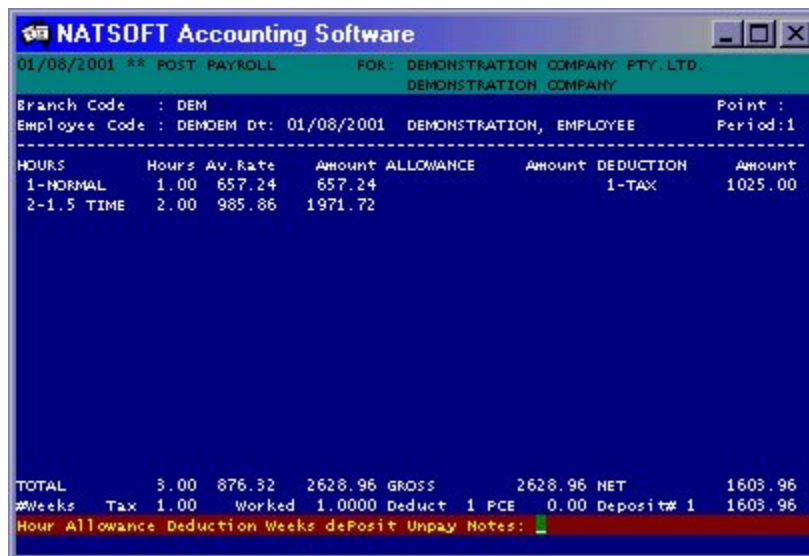 NATSOFT Accounting Software
01/08/2001 ** POST PAYROLL FOR: DEMONSTRATION COMPANY PTY.LTD.
DEMONSTRATION COMPANY
Branch Code : DEM Point :
Employee Code : DEMOEM Dt: 01/08/2001 DEMONSTRATION, EMPLOYEE Period:1
HOURS Hours Av.Rate Amount ALLOWANCE Amount DEDUCTION Amount
1-NORMAL 1.00 657.24 657.24 1-TAX 1025.00
2-1.5 TIME 2.00 985.86 1971.72
TOTAL 3.00 876.32 2628.96 GROSS 2628.96 NET 1603.96
#Weeks Tax 1.00 Worked 1.0000 Deduct 1 PCE 0.00 Deposit# 1 1603.96
Hour Allowance Deduction Weeks dePosit Unpay Notes: